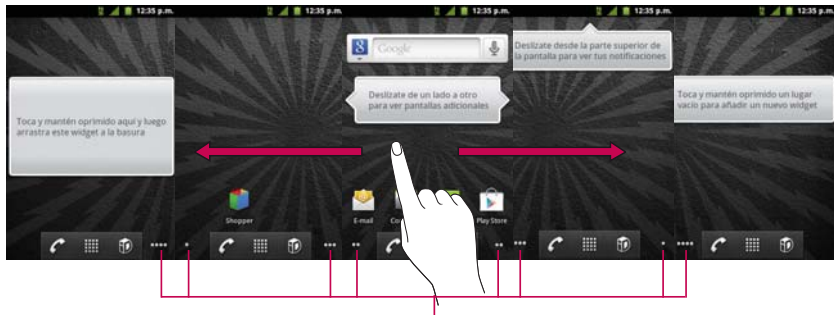 12:35 p.m.
Toca y mantén oprimido aquí y luego
arrastra este widget a la basura
12:35 p.m.
Shopper
12:35 p.m.
Google
Deslízate de un lado a otro
para ver pantallas adicionales
E-mail
Play Store
12:35 p.m.
Deslízate desde la parte superior de
la pantalla para ver tus notificaciones
12:35 p.m.
Toca y mantén oprimido un lugar
vacío para añadir un nuevo widget